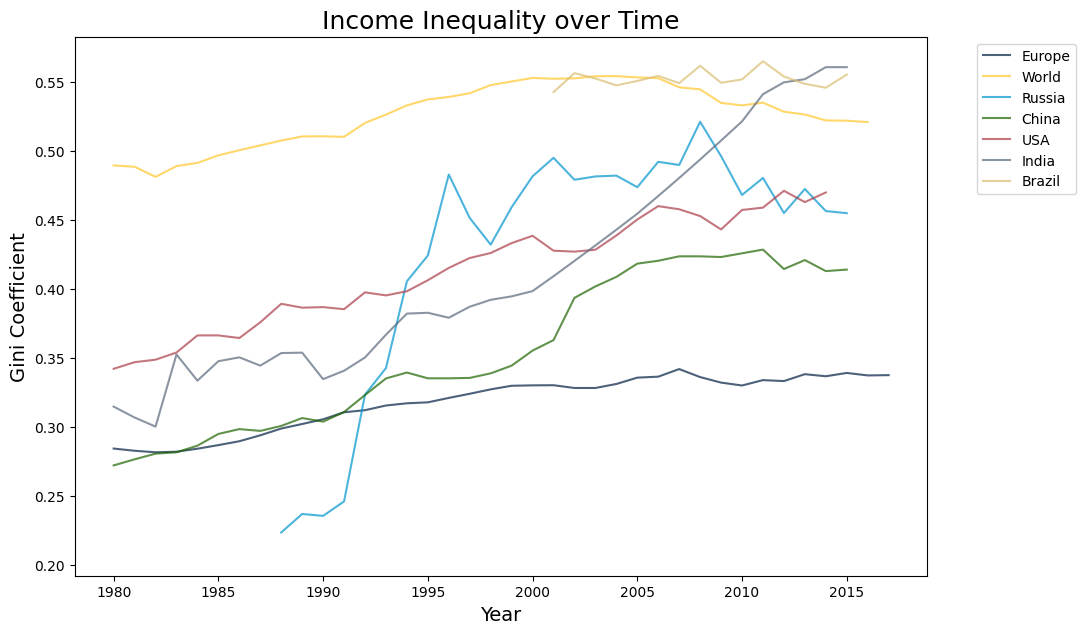 Income Inequality over Time
Gini Coefficient
0.55
0.50
0.45
0.40
0.35
0.30
0.25
0.20
1980 1985 1990 1995 2000 2005 2010 2015
Year
Europe
World
Russia
China
USA
India
Brazil